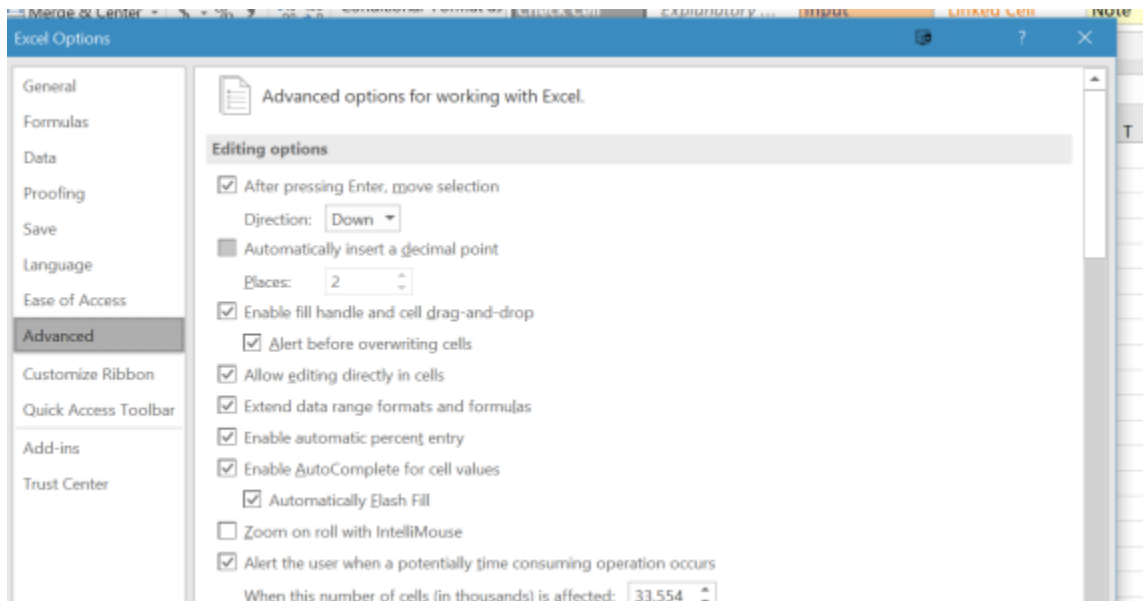 Merge & Center
Conditional Format as Check Cell Explanatory ... Input Linked Cell Note
Excel Options ?
General
Formulas
Data
Proofing
Save
Language
Ease of Access
Advanced
Customize Ribbon
Quick Access Toolbar
Add-ins
Trust Center
Advanced options for working with Excel.
Editing options
After pressing Enter, move selection
Direction: Down
Automatically insert a decimal point
Places: 2
Enable fill handle and cell drag-and-drop
Alert before overwriting cells
Allow editing directly in cells
Extend data range formats and formulas
Enable automatic percent entry
Enable AutoComplete for cell values
Automatically Flash Fill
Zoom on roll with IntelliMouse
Alert the user when a potentially time consuming operation occurs
When this number of cells (in thousands) is affected: 33,554
T